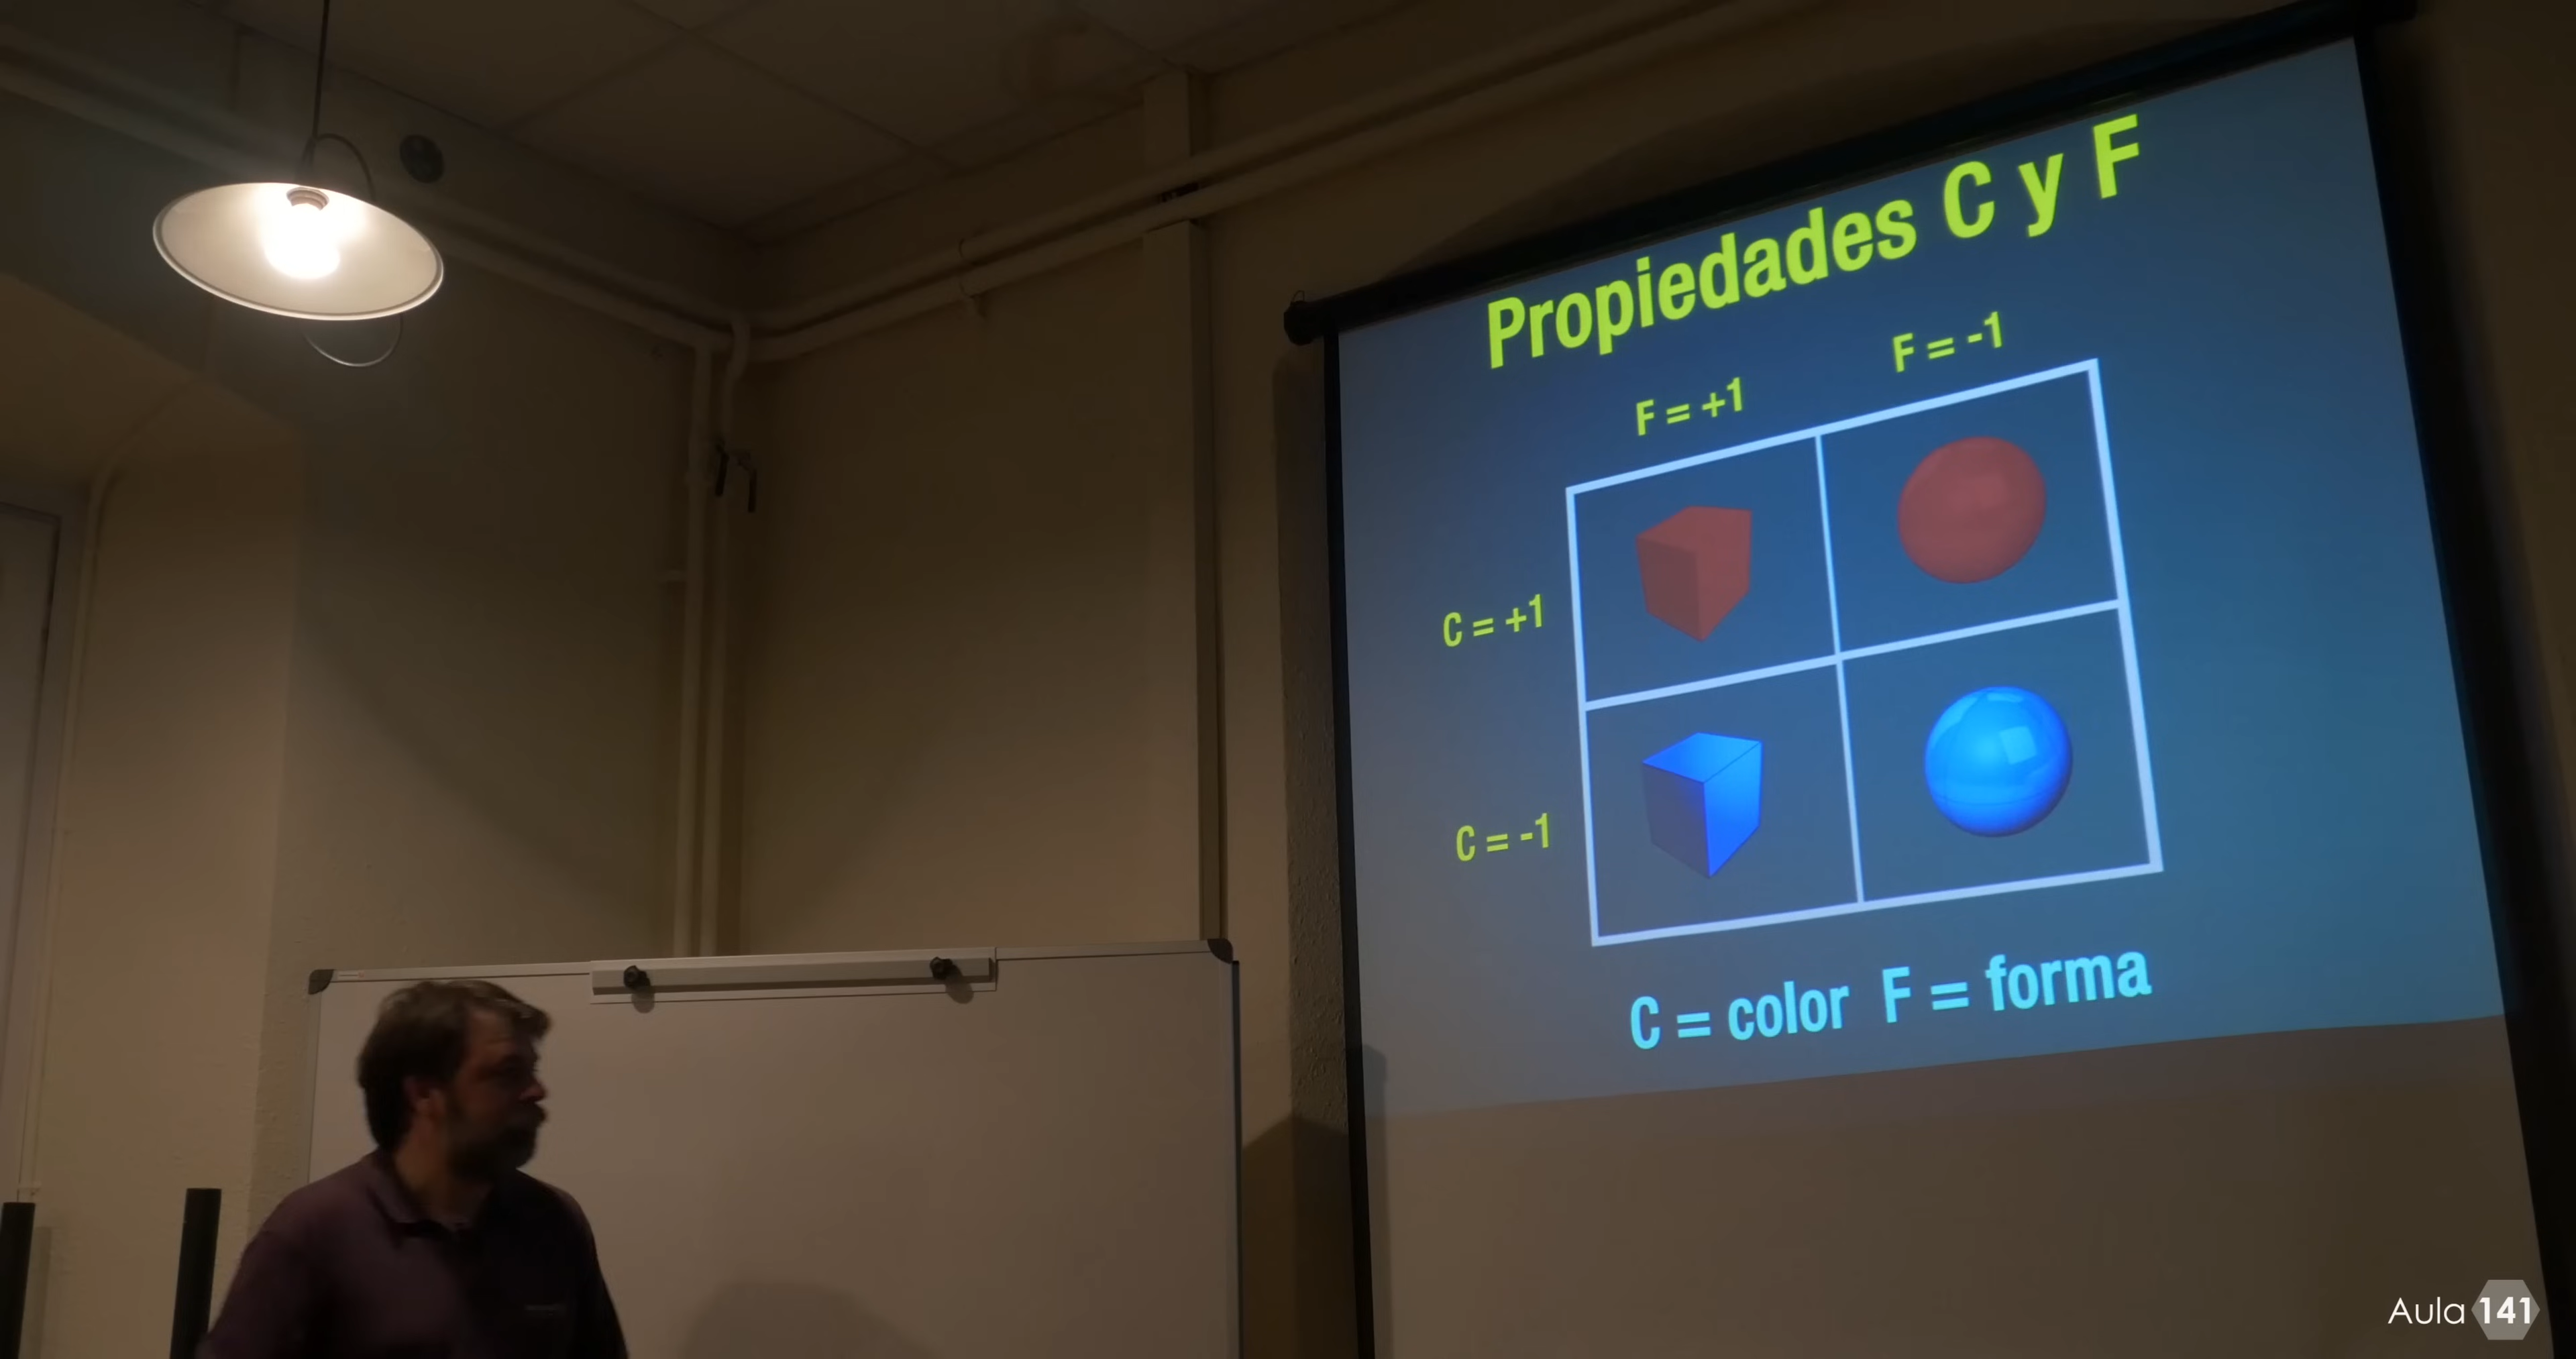 Propiedades C y F
F = +1
F = -1
C = +1
C = -1
C = color F = forma
Aula 141